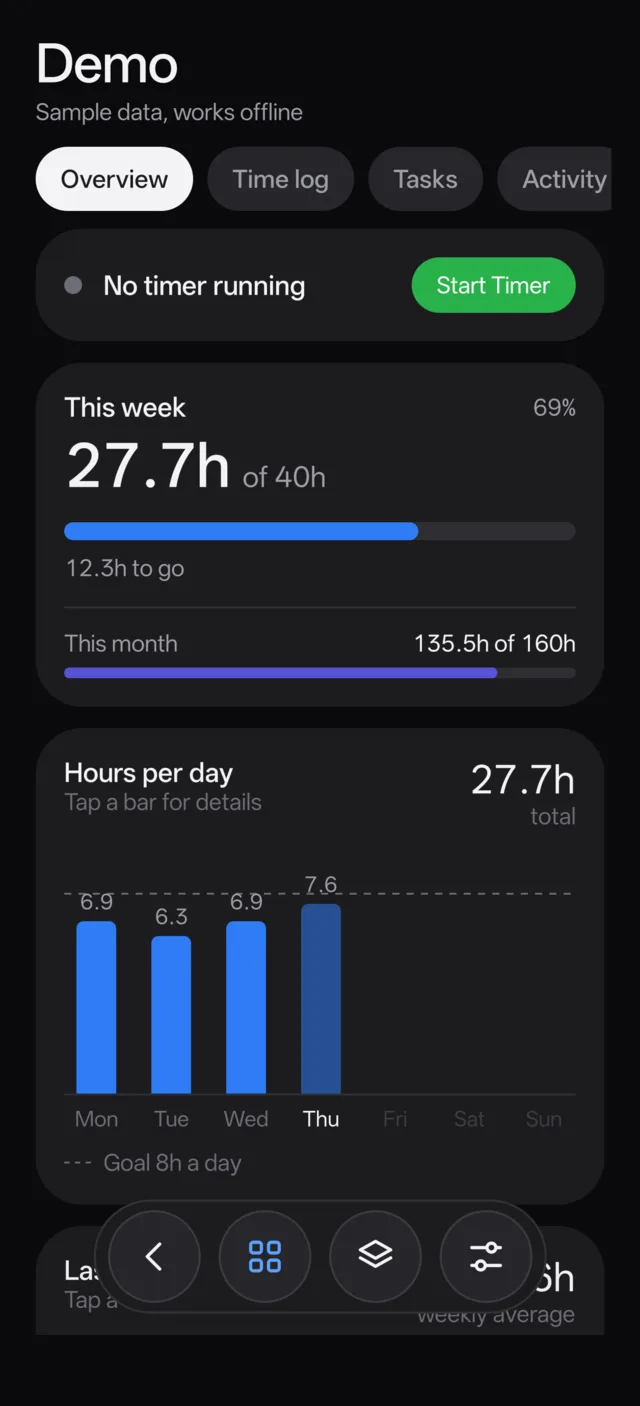 Demo
Sample data, works offline
Overview
Time log
Tasks
Activity
No timer running
Start Timer
This week
69%
27.7h of 40h
12.3h to go
This month
135.5h of 160h
Hours per day
27.7h
Tap a bar for details
total
7.6
6.9
6.3
6.9
Mon Tue Wed Thu Fri Sat Sun
Goal 8h a day
Tap a
weekly average